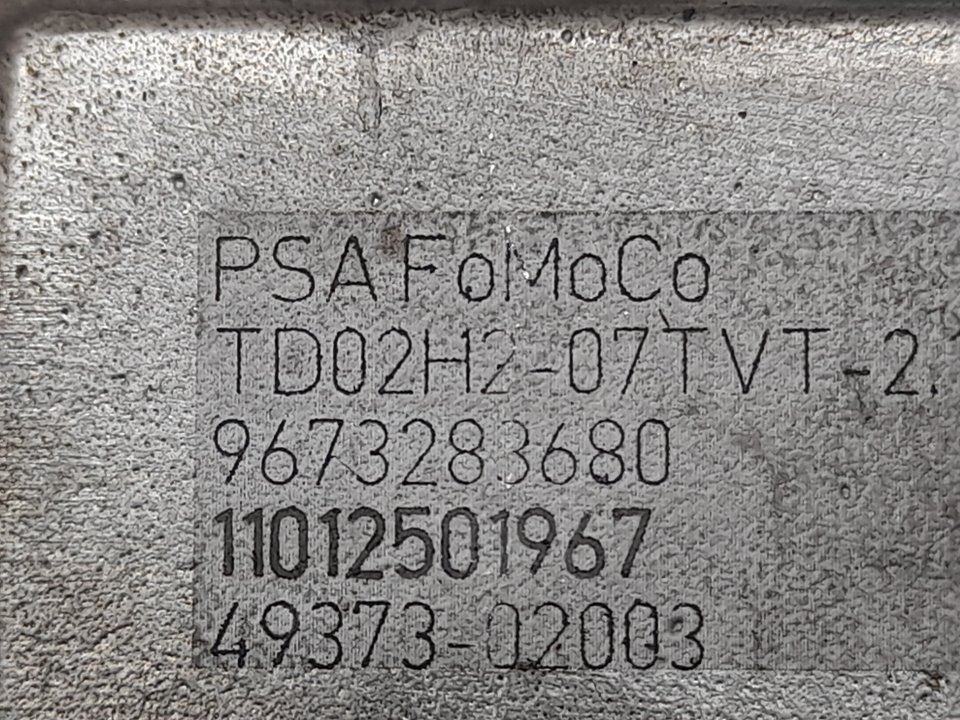 PSA FoMoCo
TD02H2-07TVT-2.
9673283680
11012501967
49373-02003